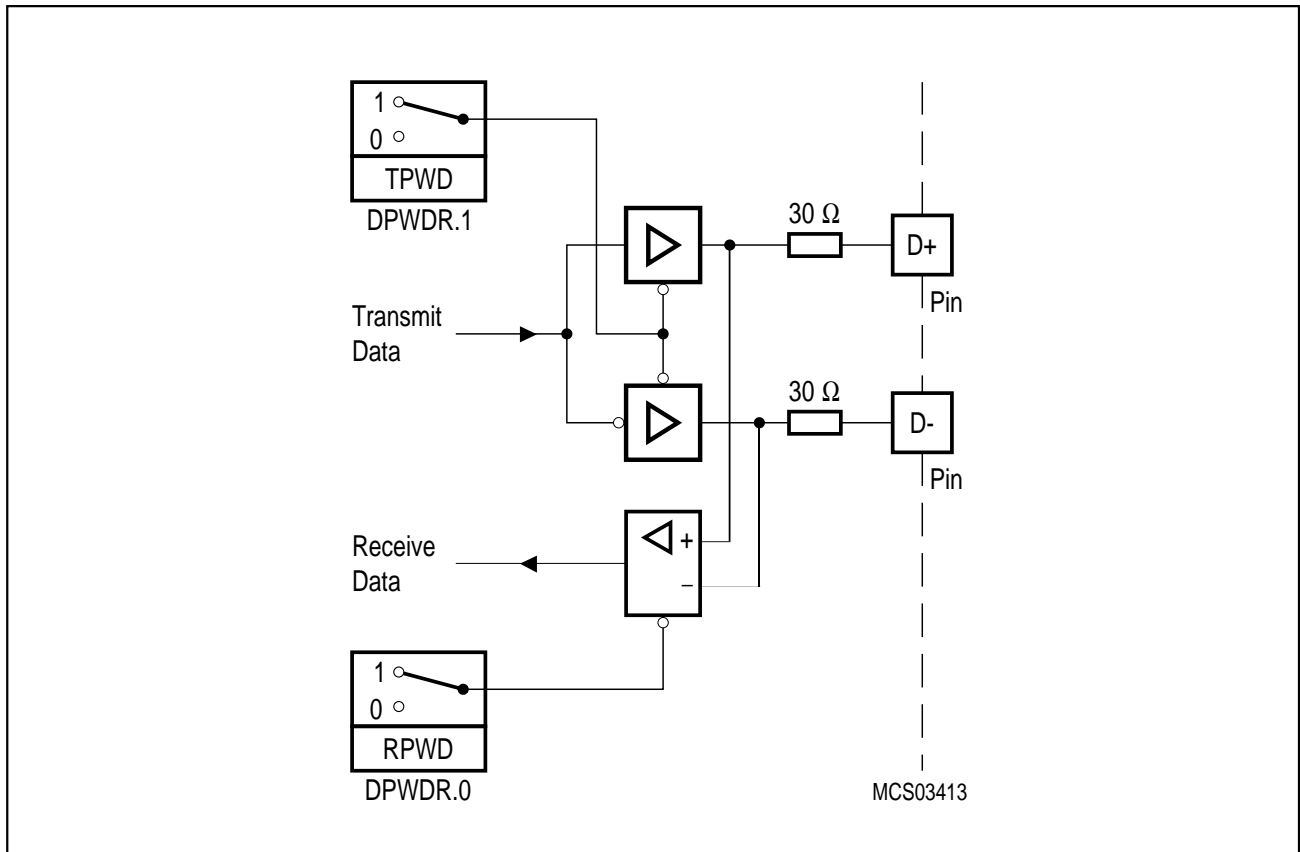 1
0
TPWD
DPWDR.1
30 Ω
D+
Pin
Transmit
Data
30 Ω
D-
Pin
Receive
Data
+
−
1
0
RPWD
DPWDR.0
MCS03413